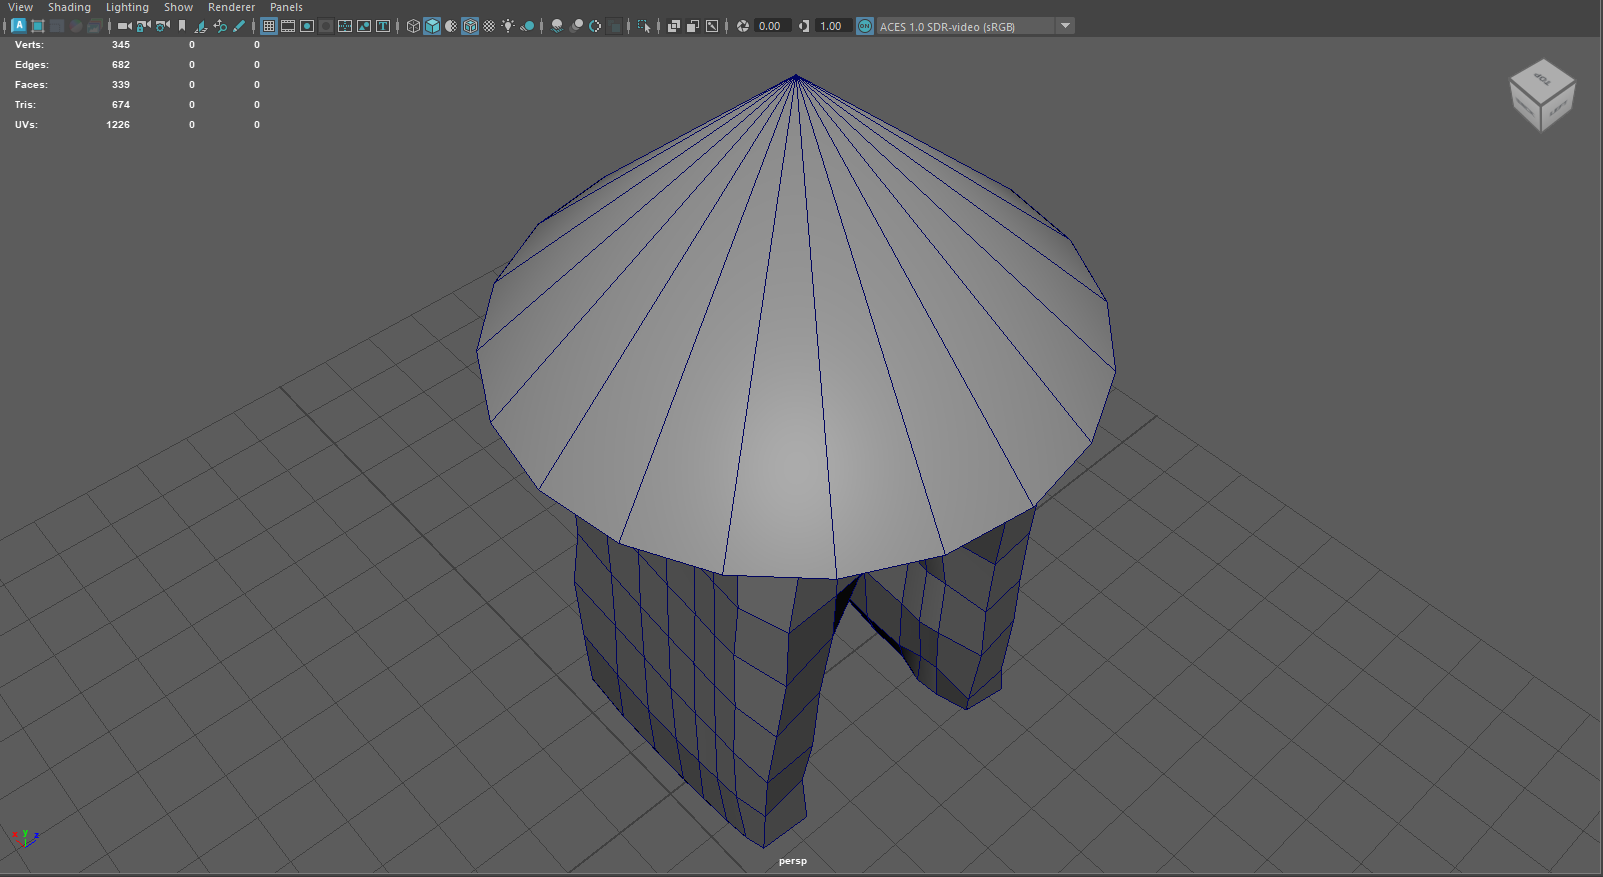 View Shading Lighting Show Renderer Panels
A T 0.00 1.00 ON ACES 1.0 SDR-video (sRGB)
Verts: 345 0 0
Edges: 682 0 0
Faces: 339 0 0
Tris: 674 0 0
UVs: 1226 0 0
TOP
x y z
persp